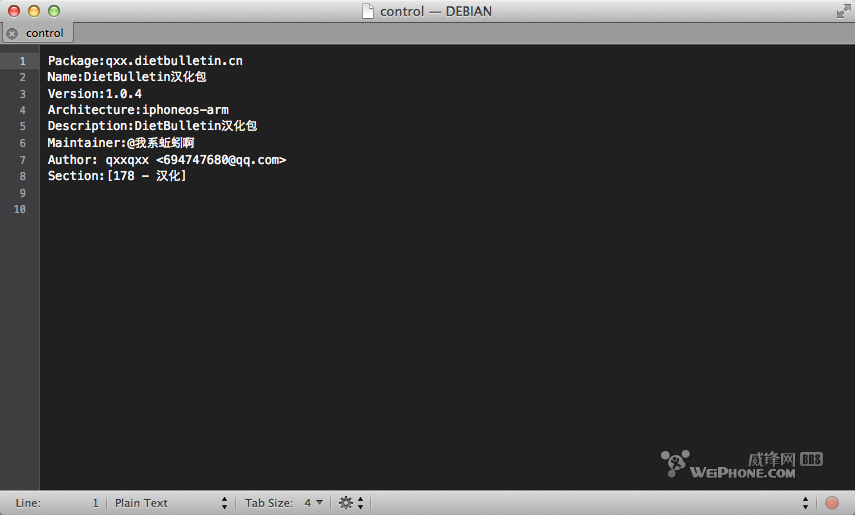 control — DEBIAN
control
1 Package:qxx.dietbulletin.cn
2 Name:DietBulletin汉化包
3 Version:1.0.4
4 Architecture:iphoneos-arm
5 Description:DietBulletin汉化包
6 Maintainer:@我系蚯蚓啊
7 Author: qxxqxx <694747680@qq.com>
8 Section:[178 - 汉化]
9
10
威锋网 BBS
WEIPHONE.COM
Line: 1 Plain Text Tab Size: 4